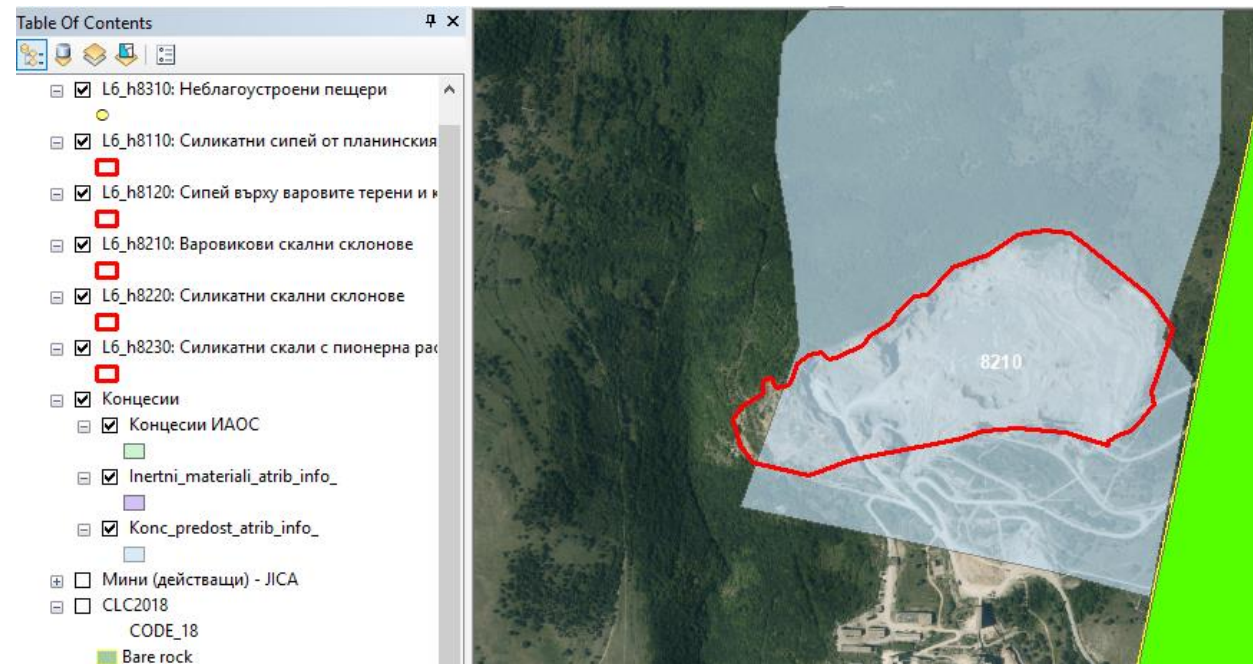 Table Of Contents
L6_h8310: Неблагоустроени пещери
L6_h8110: Силикатни сипей от планинския
L6_h8120: Сипей върху варовите терени и к
L6_h8210: Варовикови скални склонове
L6_h8220: Силикатни скални склонове
L6_h8230: Силикатни скали с пионерна рас
Концесии
Концесии ИАОС
Inertni_materiali_atrib_info_
Konc_predost_atrib_info_
Мини (действащи) - JICA
CLC2018
CODE_18
Bare rock
8210